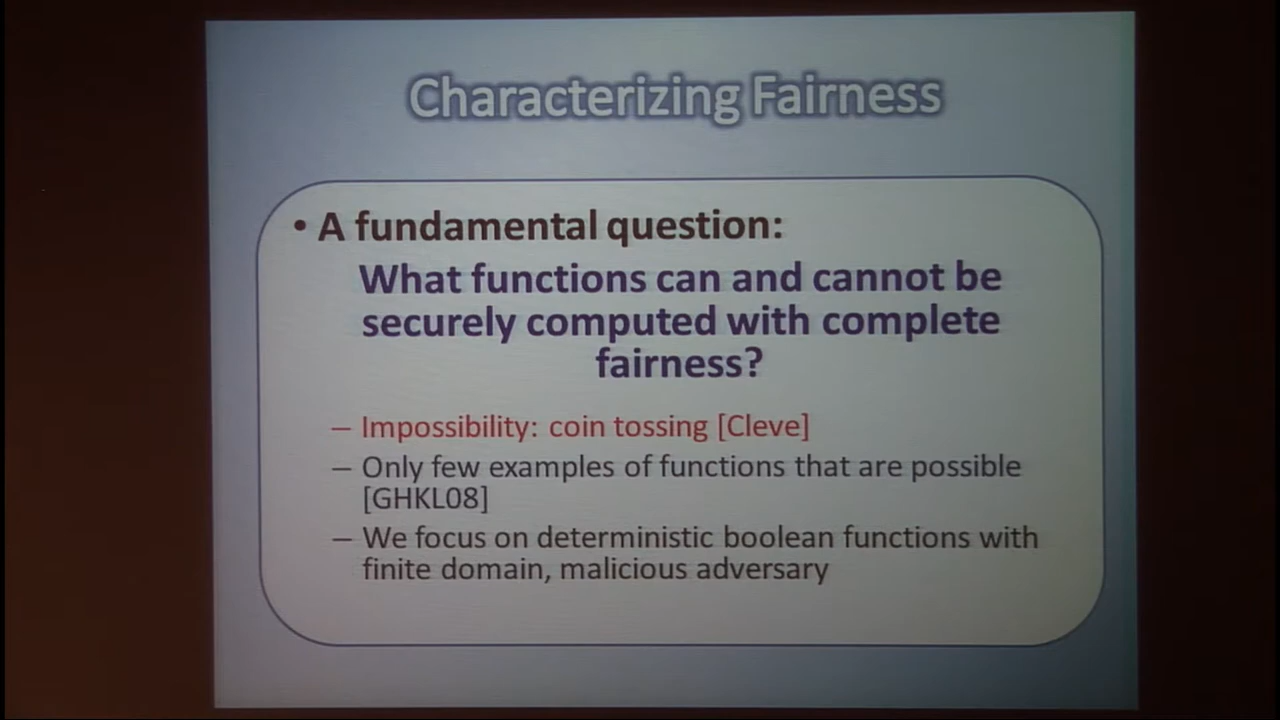 Characterizing Fairness
• A fundamental question:
What functions can and cannot be
securely computed with complete
fairness?
– Impossibility: coin tossing [Cleve]
– Only few examples of functions that are possible
[GHKL08]
– We focus on deterministic boolean functions with
finite domain, malicious adversary